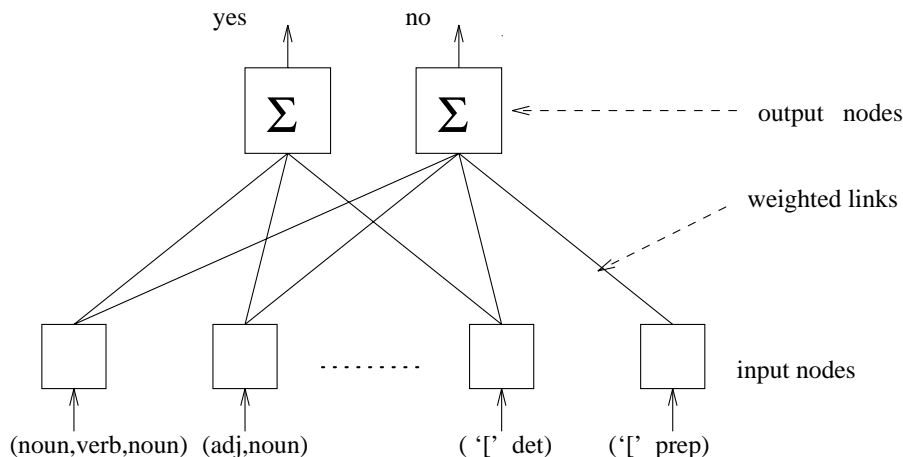 yes no
Σ Σ
output nodes
weighted links
input nodes
(noun,verb,noun) (adj,noun) ( ‘[’ det) (‘[’ prep)